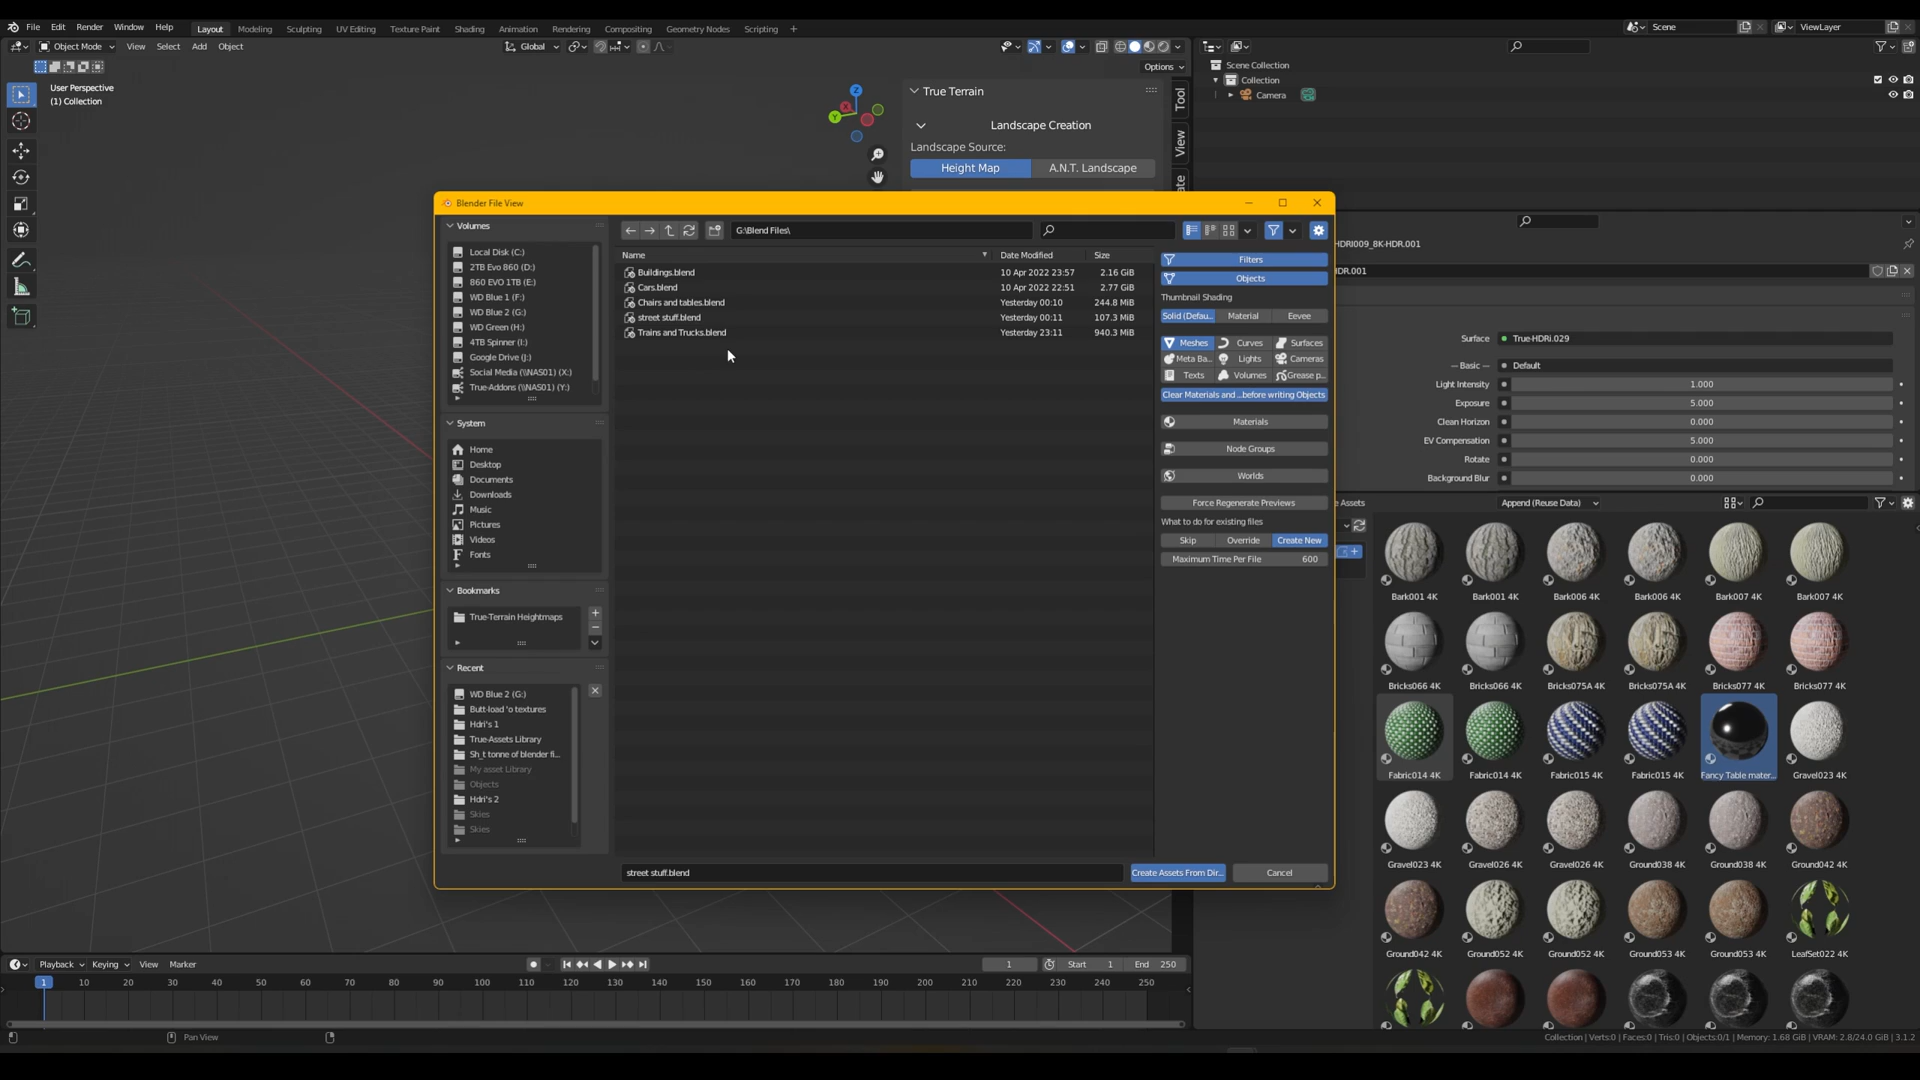 File Edit Render Window Help Layout Modeling Sculpting UV Editing Texture Paint Shading Animation Rendering Compositing Geometry Nodes Scripting + Scene ViewLayer
Object Mode View Select Add Object Global
Options
User Perspective
(1) Collection
Z
X
Y
True Terrain
Landscape Creation
Landscape Source:
Height Map A.N.T. Landscape
Tool
View
Scene Collection
Collection
Camera
Blender File View
Volumes
Local Disk (C:)
2TB Evo 860 (D:)
860 EVO 1TB (E:)
WD Blue 1 (F:)
WD Blue 2 (G:)
WD Green (H:)
4TB Spinner (I:)
Google Drive (J:)
Social Media (\\NAS01) (X:)
True-Addons (\\NAS01) (Y:)
System
Home
Desktop
Documents
Downloads
Music
Pictures
Videos
Fonts
Bookmarks
True-Terrain Heightmaps
Recent
WD Blue 2 (G:)
Butt-load 'o textures
Hdri's 1
True-Assets Library
Sh_t tonne of blender fi...
My asset Library
Objects
Hdri's 2
Skies
Skies
G:\Blend Files\
Name Date Modified Size
Buildings.blend 10 Apr 2022 23:57 2.16 GiB
Cars.blend 10 Apr 2022 22:51 2.77 GiB
Chairs and tables.blend Yesterday 00:10 244.8 MiB
street stuff.blend Yesterday 00:11 107.3 MiB
Trains and Trucks.blend Yesterday 23:11 940.3 MiB
Filters
Objects
Thumbnail Shading
Solid (Defau.. Material Eevee
Meshes Curves Surfaces
Meta Ba... Lights Cameras
Texts Volumes Grease p...
Clear Materials and ...before writing Objects
Materials
Node Groups
Worlds
Force Regenerate Previews
What to do for existing files
Skip Override Create New
Maximum Time Per File 600
street stuff.blend Create Assets From Dir... Cancel
HDRI009_8K-HDR.001
IDR.001
Surface True-HDRi.029
— Basic — Default
Light Intensity 1.000
Exposure 5.000
Clean Horizon 0.000
EV Compensation 5.000
Rotate 0.000
Background Blur 0.000
e Assets Append (Reuse Data)
Bark001 4K Bark001 4K Bark006 4K Bark006 4K Bark007 4K Bark007 4K
Bricks066 4K Bricks066 4K Bricks075A 4K Bricks075A 4K Bricks077 4K Bricks077 4K
Fabric014 4K Fabric014 4K Fabric015 4K Fabric015 4K Fancy Table mater... Gravel023 4K
Gravel023 4K Gravel026 4K Gravel026 4K Ground038 4K Ground038 4K Ground042 4K
Ground042 4K Ground052 4K Ground052 4K Ground053 4K Ground053 4K LeafSet022 4K
Playback Keying View Marker 1 Start 1 End 250
1 10 20 30 40 50 60 70 80 90 100 110 120 130 140 150 160 170 180 190 200 210 220 230 240 250
Pan View
Collection | Verts:0 | Faces:0 | Tris:0 | Objects:0/1 | Memory: 1.68 GiB | VRAM: 2.8/24.0 GiB | 3.1.2